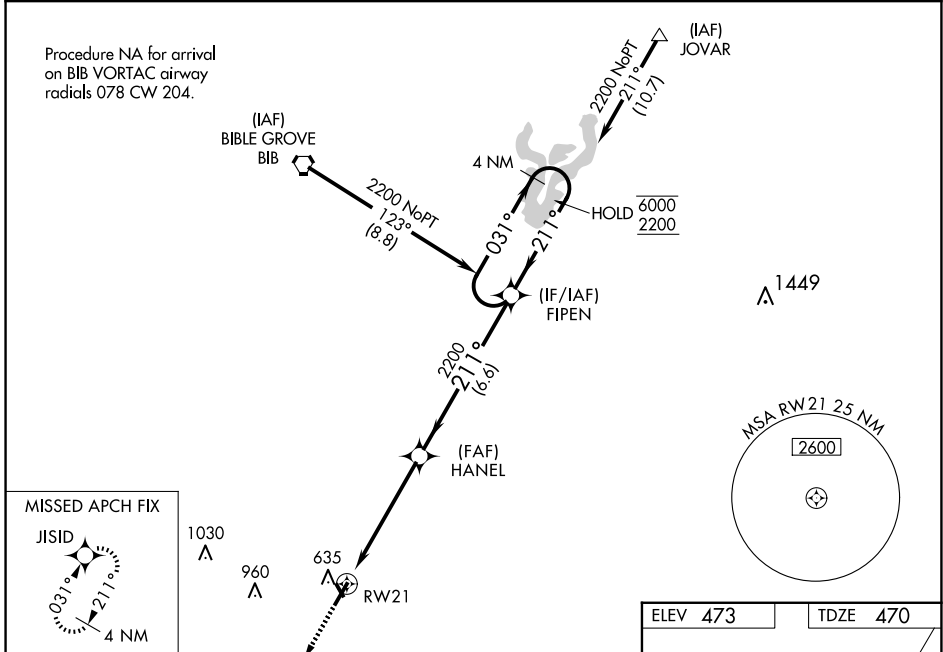 Procedure NA for arrival
on BIB VORTAC airway
radials 078 CW 204.
(IAF)
JOVAR
2200 NoPT
211°
(10.7)
(IAF)
BIBLE GROVE
BIB
2200 NoPT
123°
(8.8)
4 NM
031°
211°
HOLD
6000
2200
(IF/IAF)
FIPEN
1449
2200
211°
(6.6)
(FAF)
HANEL
MSA RW21 25 NM
2600
MISSED APCH FIX
JISID
031°
211°
4 NM
1030
960
635
RW21
ELEV 473
TDZE 470